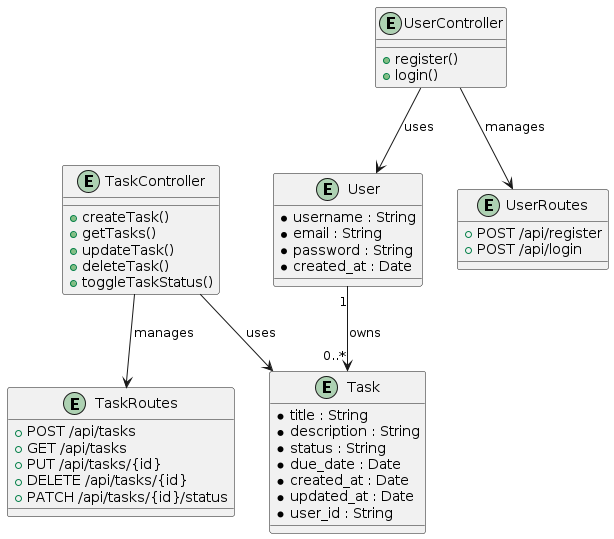 E UserController
register()
login()
uses
manages
E TaskController
createTask()
getTasks()
updateTask()
deleteTask()
toggleTaskStatus()
E User
username : String
email : String
password : String
created_at : Date
E UserRoutes
POST /api/register
POST /api/login
1
manages
uses
owns
0..*
E TaskRoutes
POST /api/tasks
GET /api/tasks
PUT /api/tasks/{id}
DELETE /api/tasks/{id}
PATCH /api/tasks/{id}/status
E Task
title : String
description : String
status : String
due_date : Date
created_at : Date
updated_at : Date
user_id : String